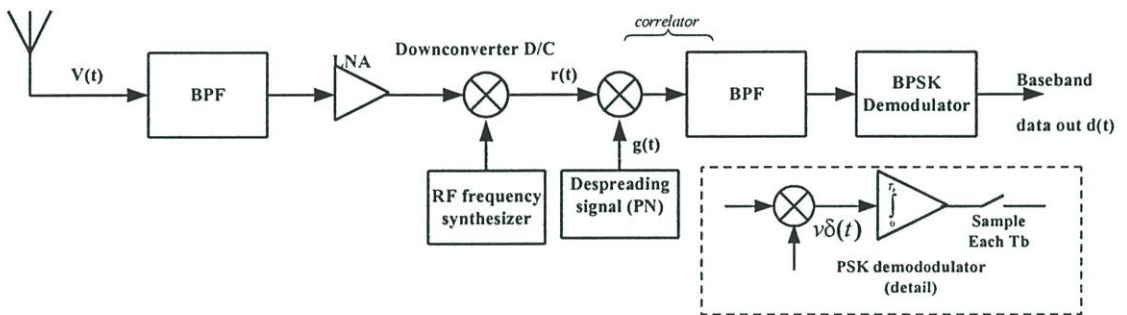 correlator
Downconverter D/C
LNA
V(t)
BPF
r(t)
BPF
BPSK
Demodulator
Baseband
data out d(t)
g(t)
RF frequency
synthesizer
Despreading
signal (PN)
vδ(t)
∫
0
Sample
Each Tb
PSK demododulator
(detail)